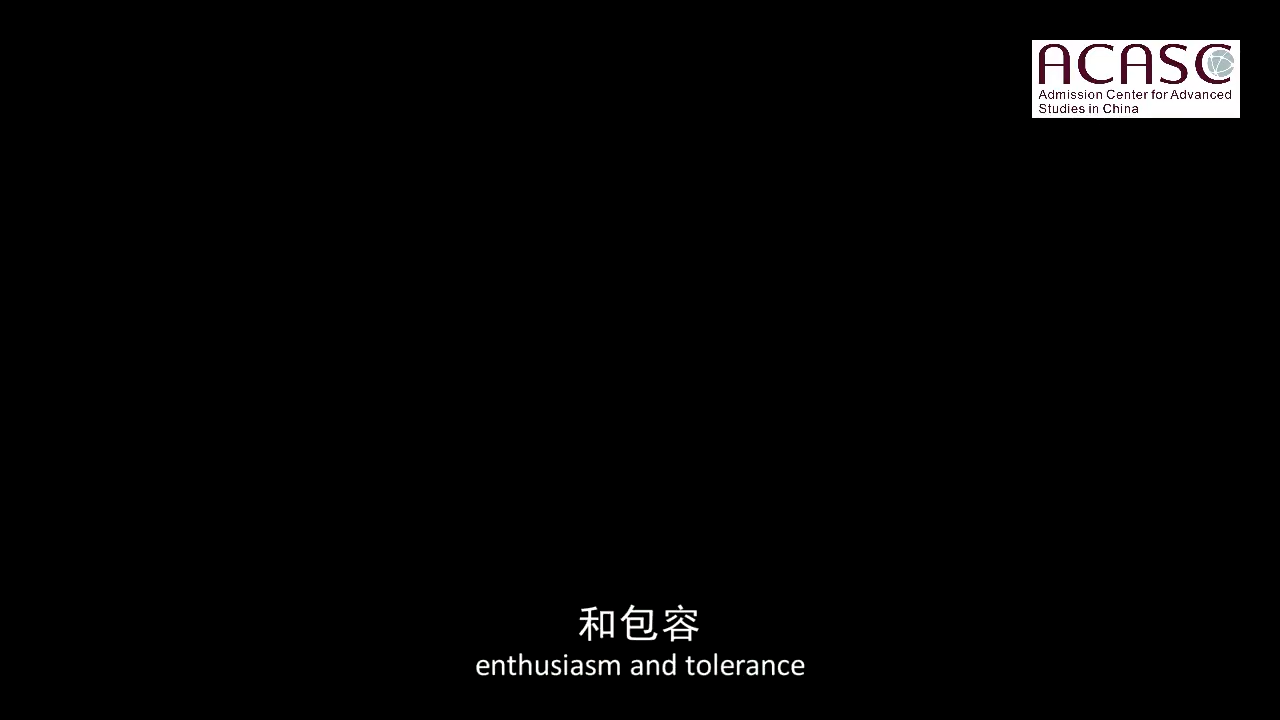 ACASC
Admission Center for Advanced
Studies in China
和包容
enthusiasm and tolerance